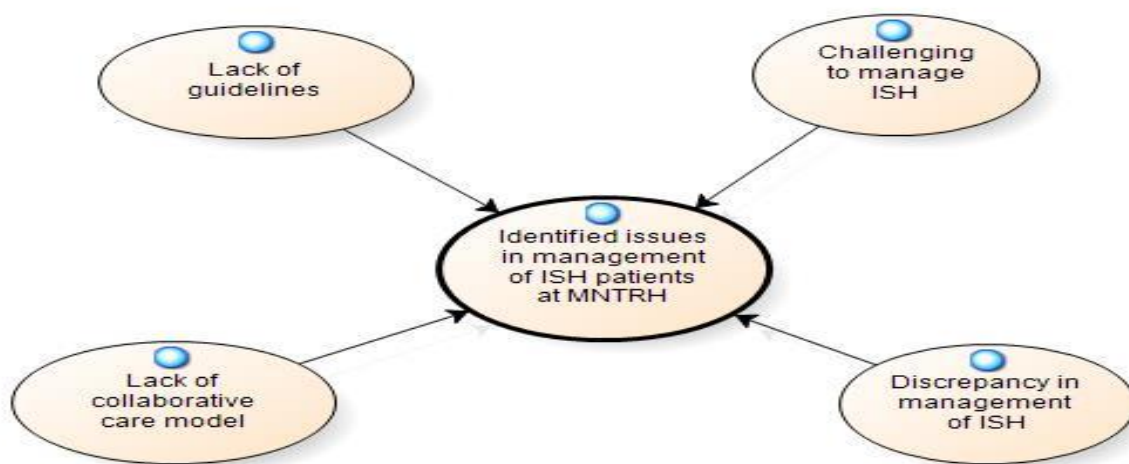 Lack of
guidelines
Challenging
to manage
ISH
Identified issues
in management
of ISH patients
at MNTRH
Lack of
collaborative
care model
Discrepancy in
management
of ISH